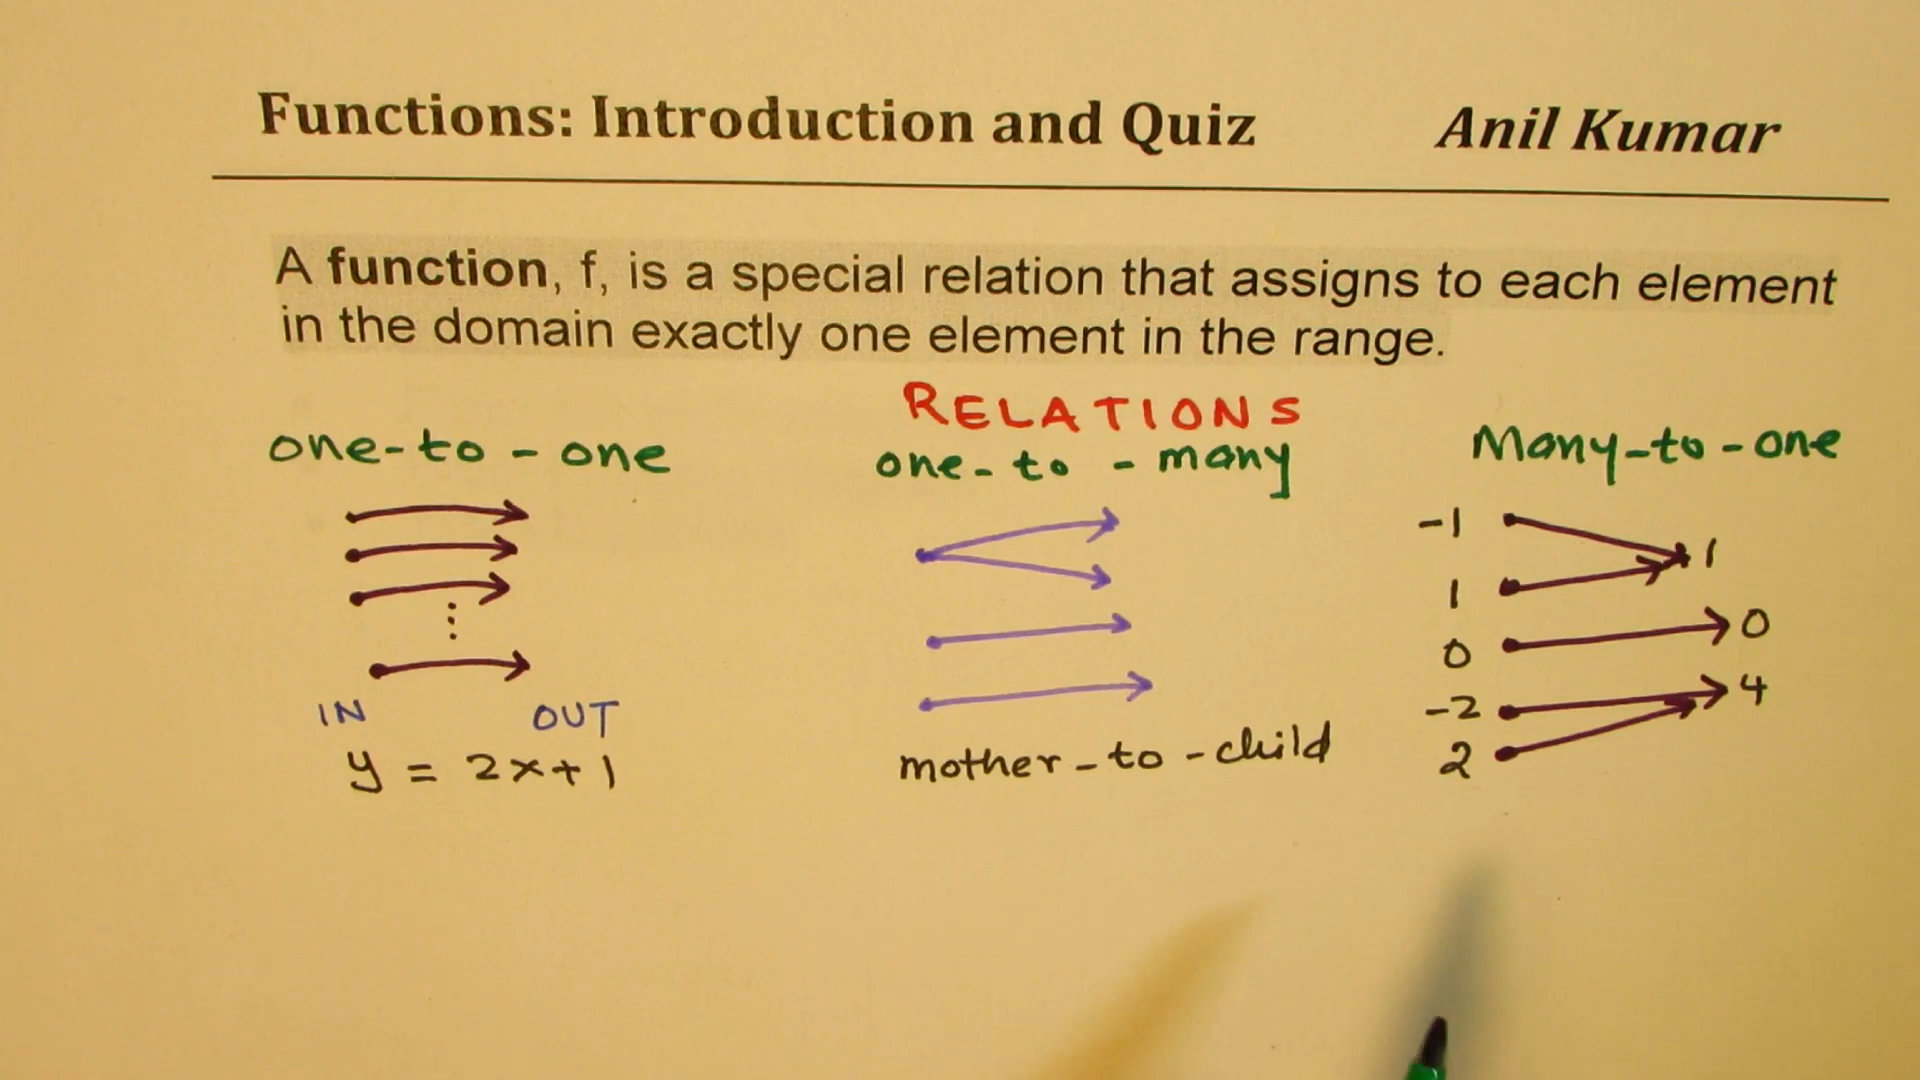 Functions: Introduction and Quiz Anil Kumar
A function, f, is a special relation that assigns to each element
in the domain exactly one element in the range.
RELATIONS
one-to-one
IN OUT
y = 2x+1
one-to-many
mother-to-child
Many-to-one
-1 1
1
0 0
-2 4
2